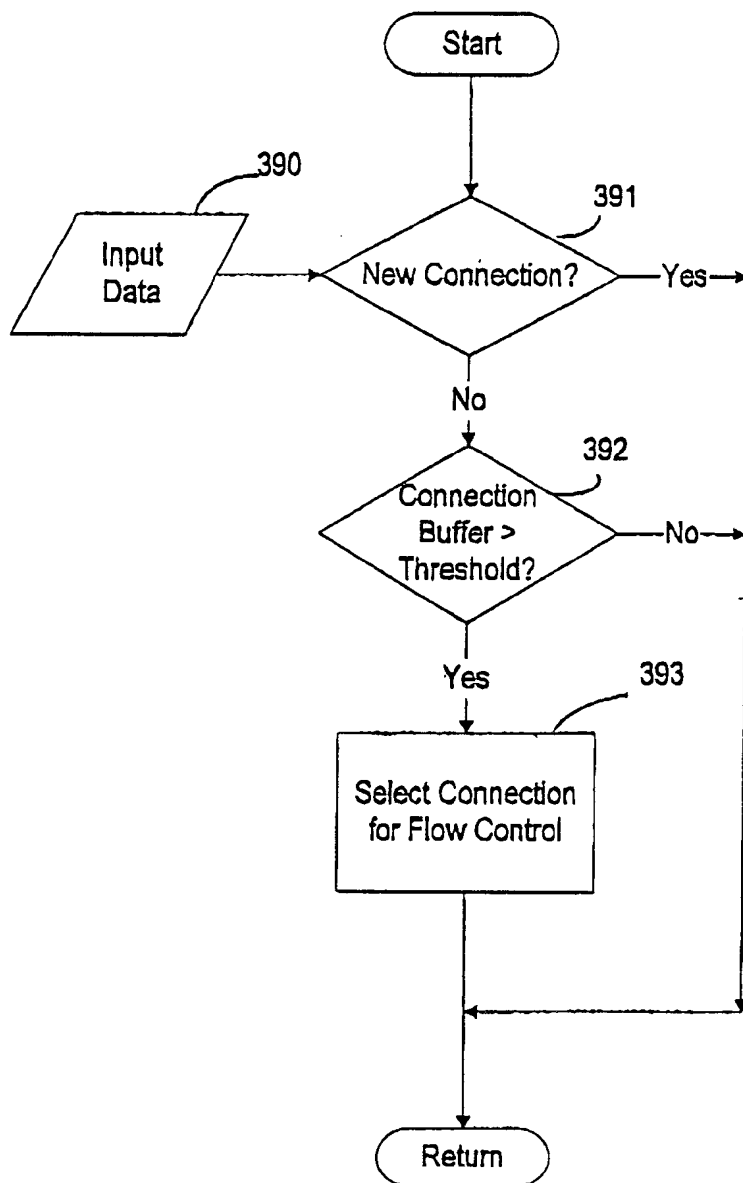 Start
390
Input
Data
391
New Connection?
Yes
No
392
Connection
Buffer >
Threshold?
No
Yes
393
Select Connection
for Flow Control
Return